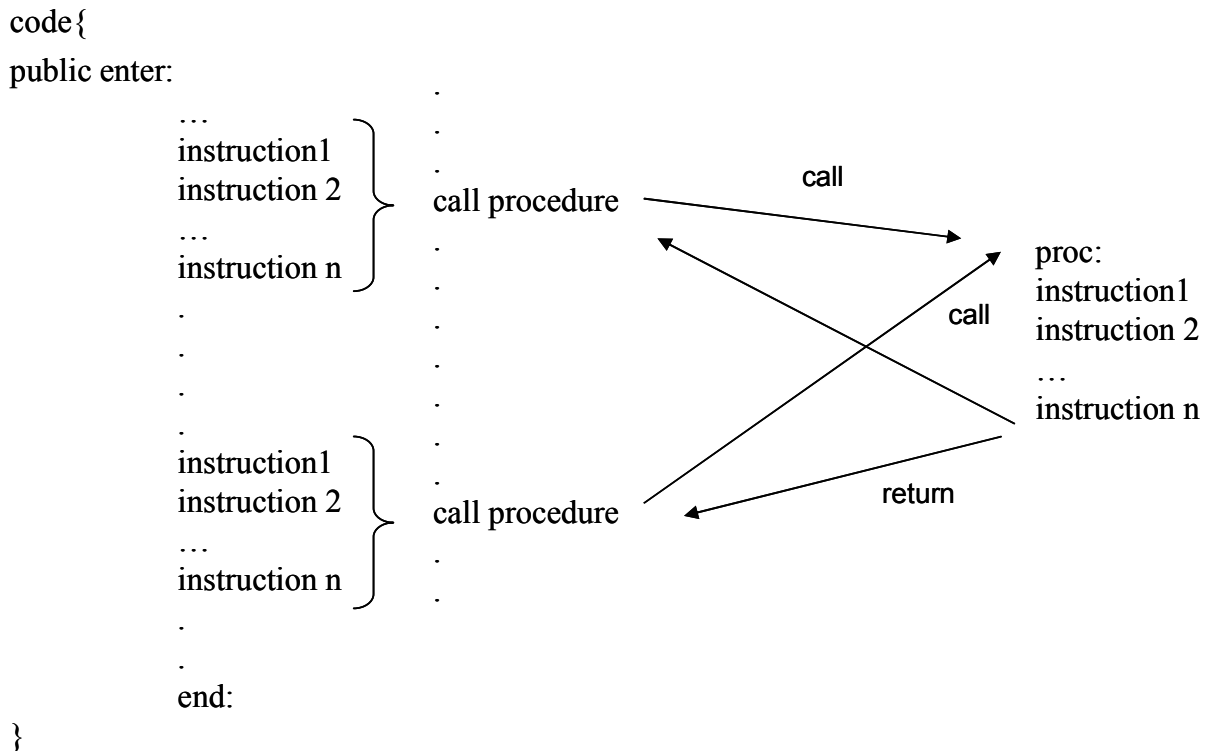 code{
public enter:
...
instruction1
instruction 2
...
instruction n
.
.
.
.
instruction1
instruction 2
...
instruction n
.
.
end:
}
.
.
.
call procedure
.
.
.
.
.
.
.
call procedure
.
.
call
call
return
proc:
instruction1
instruction 2
...
instruction n